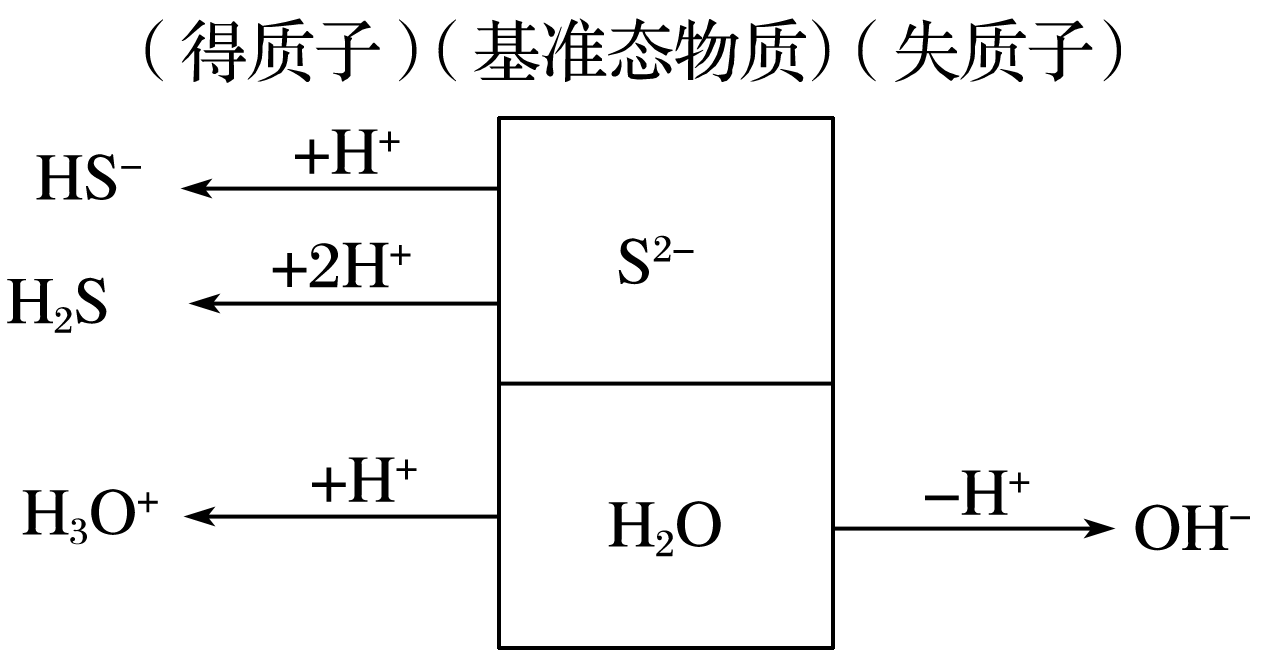 （得质子）（基准态物质）（失质子）
HS⁻ +H⁺
S²⁻
H₂S +2H⁺
H₃O⁺ +H⁺ H₂O −H⁺ OH⁻